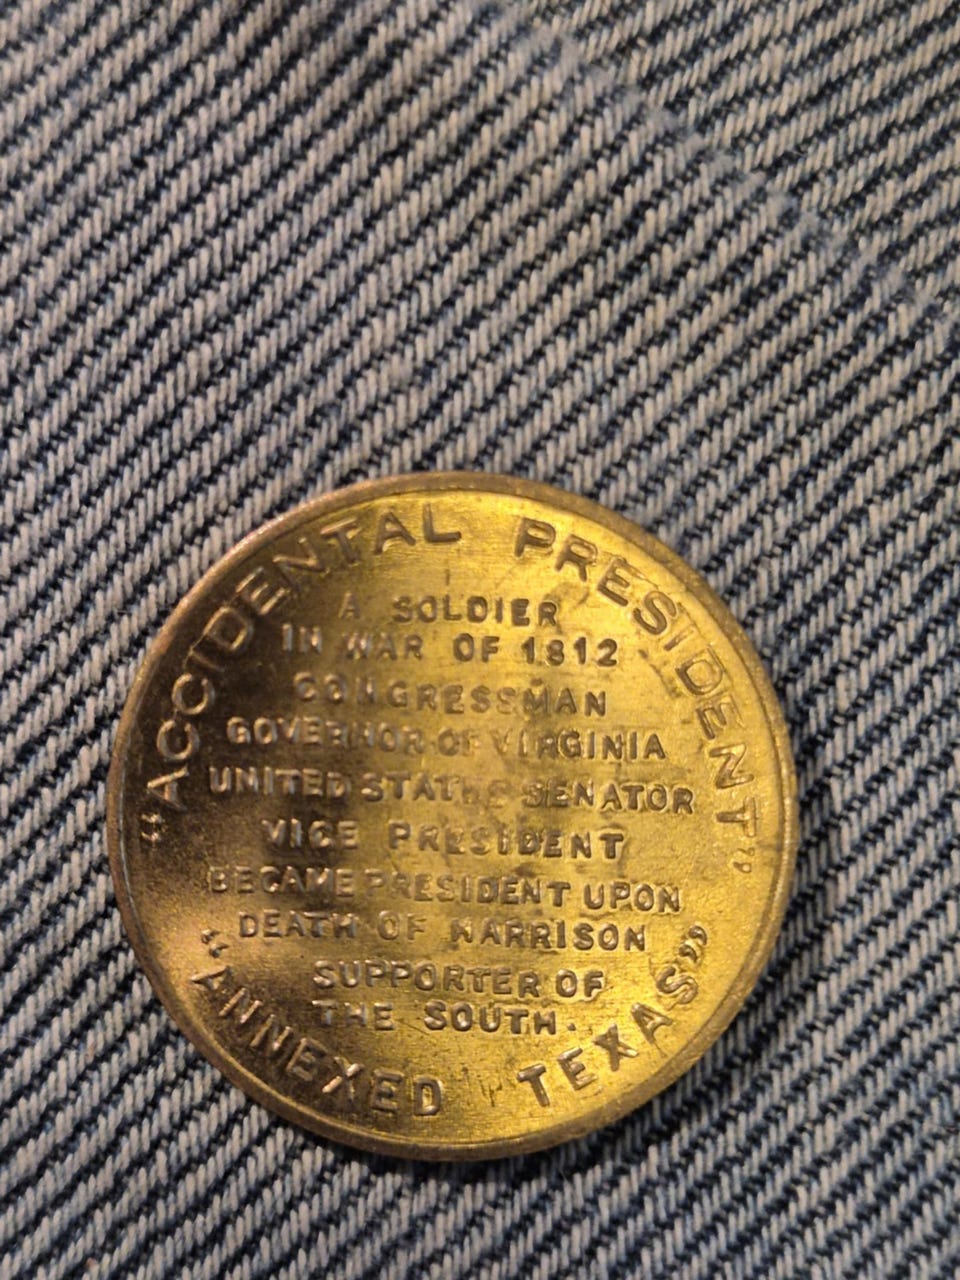 "ACCIDENTAL PRESIDENT"
A SOLDIER
IN WAR OF 1812
CONGRESSMAN
GOVERNOR OF VIRGINIA
UNITED STATES SENATOR
VICE PRESIDENT
BECAME PRESIDENT UPON
DEATH OF HARRISON
SUPPORTER OF
THE SOUTH.
"ANNEXED TEXAS"